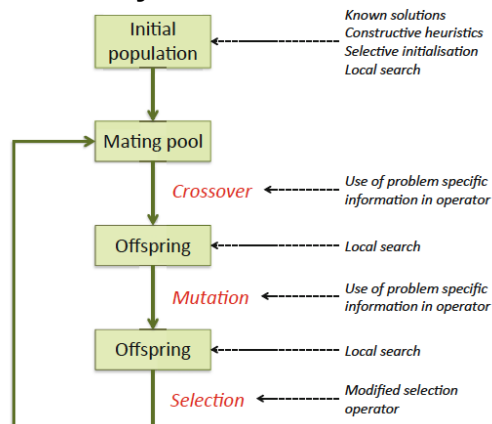 Initial
population
Known solutions
Constructive heuristics
Selective initialisation
Local search
Mating pool
Crossover
Use of problem specific
information in operator
Offspring
Local search
Mutation
Use of problem specific
information in operator
Offspring
Local search
Selection
Modified selection
operator